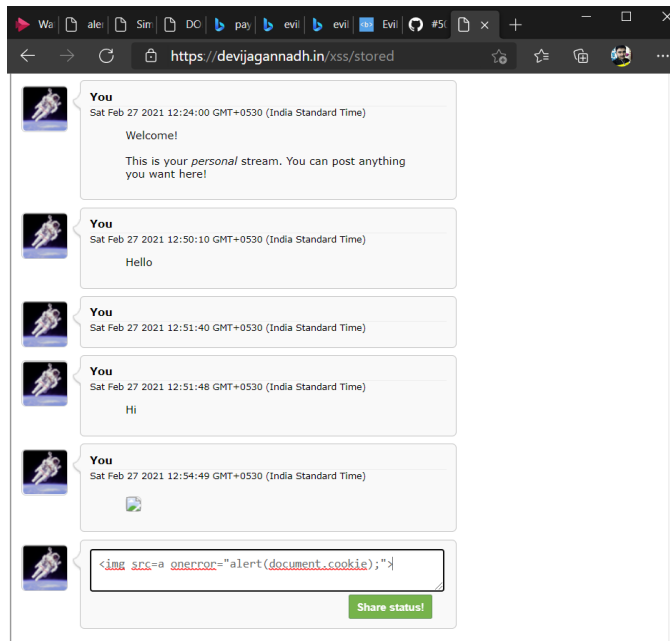 Wa
ale
Sim
DO
pay
evil
evil
Evil
#50
https://devijagannadh.in/xss/stored
You
Sat Feb 27 2021 12:24:00 GMT+0530 (India Standard Time)
Welcome!
This is your personal stream. You can post anything
you want here!
You
Sat Feb 27 2021 12:50:10 GMT+0530 (India Standard Time)
Hello
You
Sat Feb 27 2021 12:51:40 GMT+0530 (India Standard Time)
You
Sat Feb 27 2021 12:51:48 GMT+0530 (India Standard Time)
Hi
You
Sat Feb 27 2021 12:54:49 GMT+0530 (India Standard Time)
<img src=a onerror="alert(document.cookie);">
Share status!